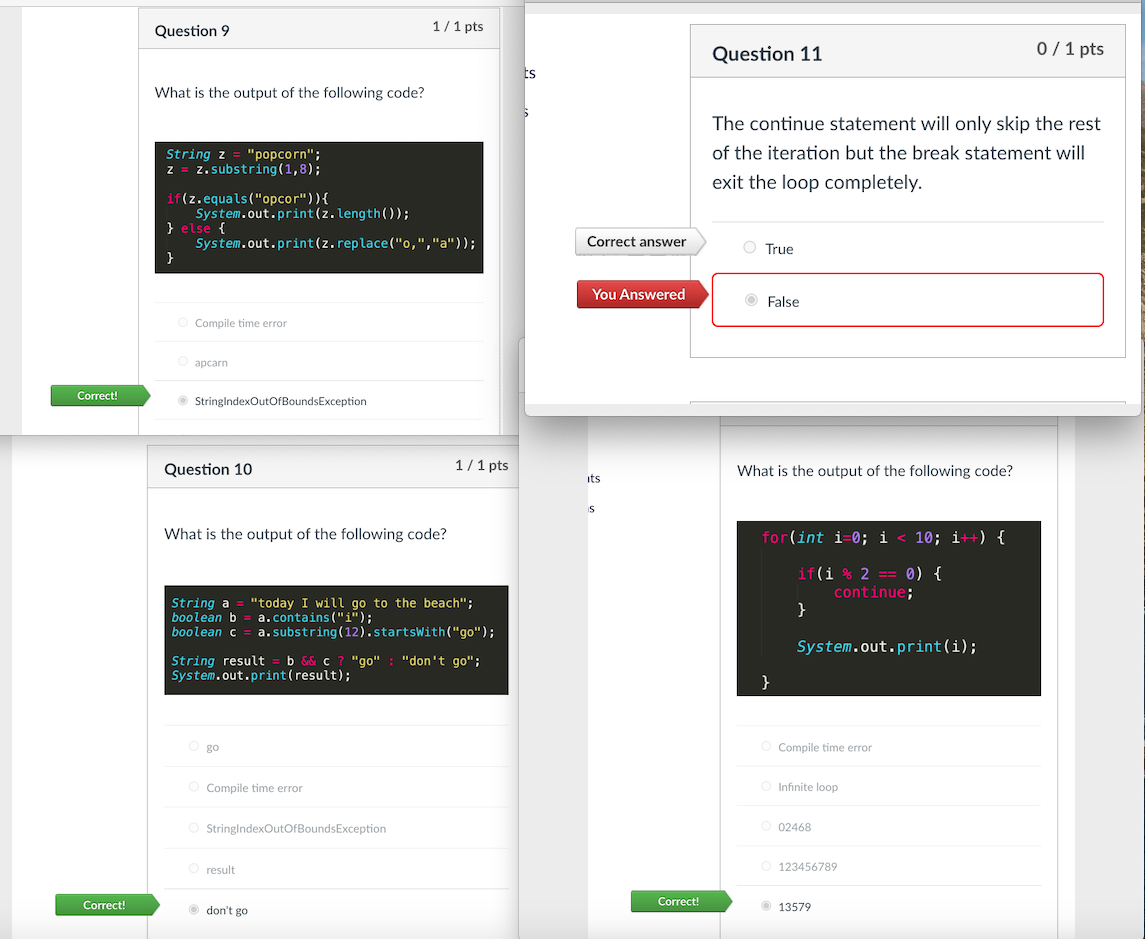 Question 9
1 / 1 pts
What is the output of the following code?
String z = "popcorn";
z = z.substring(1,8);
if(z.equals("opcor")){
System.out.print(z.length());
} else {
System.out.print(z.replace("o,","a"));
}
Compile time error
apcarn
Correct!
StringIndexOutOfBoundsException
ts
s
Question 11
0 / 1 pts
The continue statement will only skip the rest
of the iteration but the break statement will
exit the loop completely.
Correct answer
True
You Answered
False
Question 10
1 / 1 pts
What is the output of the following code?
String a = "today I will go to the beach";
boolean b = a.contains("i");
boolean c = a.substring(12).startsWith("go");
String result = b && c ? "go" : "don't go";
System.out.print(result);
go
Compile time error
StringIndexOutOfBoundsException
result
Correct!
don't go
ts
s
What is the output of the following code?
for(int i=0; i < 10; i++) {
if(i % 2 == 0) {
continue;
}
System.out.print(i);
}
Compile time error
Infinite loop
02468
123456789
Correct!
13579